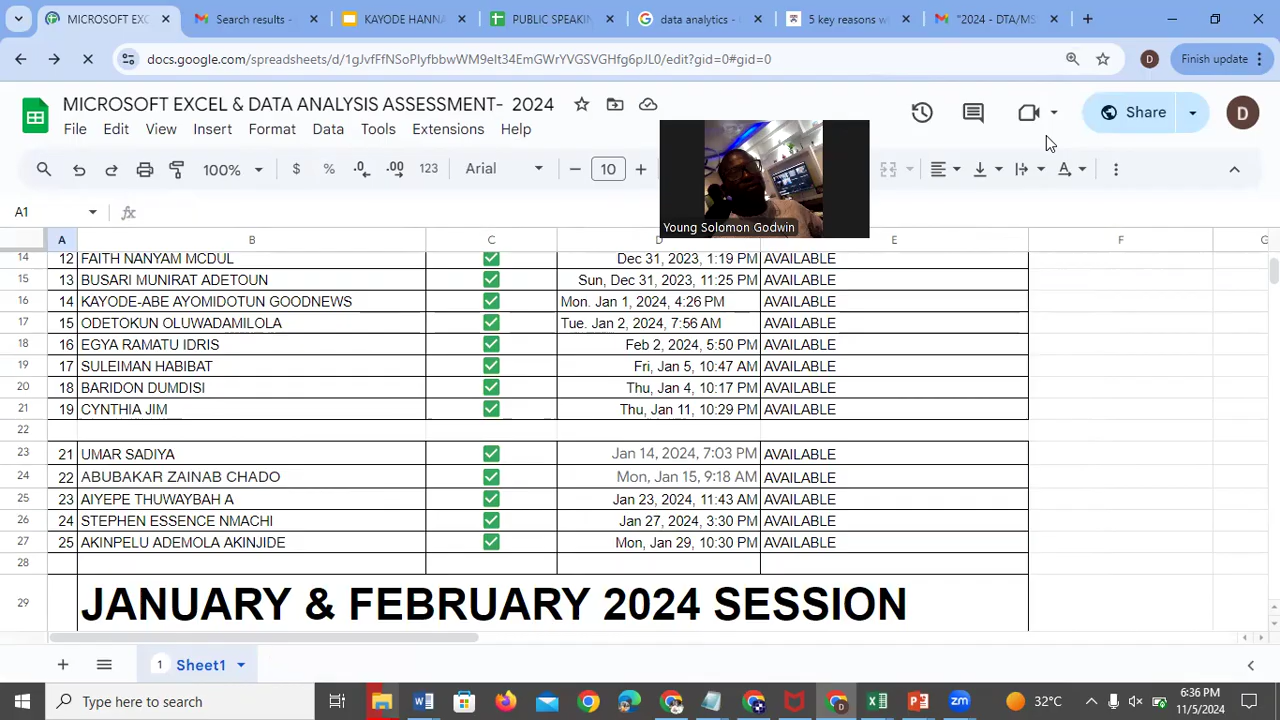 MICROSOFT EXC
Search results -
KAYODE HANNA
PUBLIC SPEAKIN
data analytics -
5 key reasons w
"2024 - DTA/MS
docs.google.com/spreadsheets/d/1gJvfFfNSoPlyfbbwWM9eIt34EmGWrYVGSVGHfg6pJL0/edit?gid=0#gid=0
D
Finish update
MICROSOFT EXCEL & DATA ANALYSIS ASSESSMENT- 2024
Share
D
File Edit View Insert Format Data Tools Extensions Help
100% $ % .0 .00 123 Arial 10
A1 fx
Young Solomon Godwin
A B C D E F G
14 12 FAITH NANYAM MCDUL Dec 31, 2023, 1:19 PM AVAILABLE
15 13 BUSARI MUNIRAT ADETOUN Sun, Dec 31, 2023, 11:25 PM AVAILABLE
16 14 KAYODE-ABE AYOMIDOTUN GOODNEWS Mon. Jan 1, 2024, 4:26 PM AVAILABLE
17 15 ODETOKUN OLUWADAMILOLA Tue. Jan 2, 2024, 7:56 AM AVAILABLE
18 16 EGYA RAMATU IDRIS Feb 2, 2024, 5:50 PM AVAILABLE
19 17 SULEIMAN HABIBAT Fri, Jan 5, 10:47 AM AVAILABLE
20 18 BARIDON DUMDISI Thu, Jan 4, 10:17 PM AVAILABLE
21 19 CYNTHIA JIM Thu, Jan 11, 10:29 PM AVAILABLE
22
23 21 UMAR SADIYA Jan 14, 2024, 7:03 PM AVAILABLE
24 22 ABUBAKAR ZAINAB CHADO Mon, Jan 15, 9:18 AM AVAILABLE
25 23 AIYEPE THUWAYBAH A Jan 23, 2024, 11:43 AM AVAILABLE
26 24 STEPHEN ESSENCE NMACHI Jan 27, 2024, 3:30 PM AVAILABLE
27 25 AKINPELU ADEMOLA AKINJIDE Mon, Jan 29, 10:30 PM AVAILABLE
28
29 JANUARY & FEBRUARY 2024 SESSION
1 Sheet1
Type here to search
32°C
6:36 PM
11/5/2024